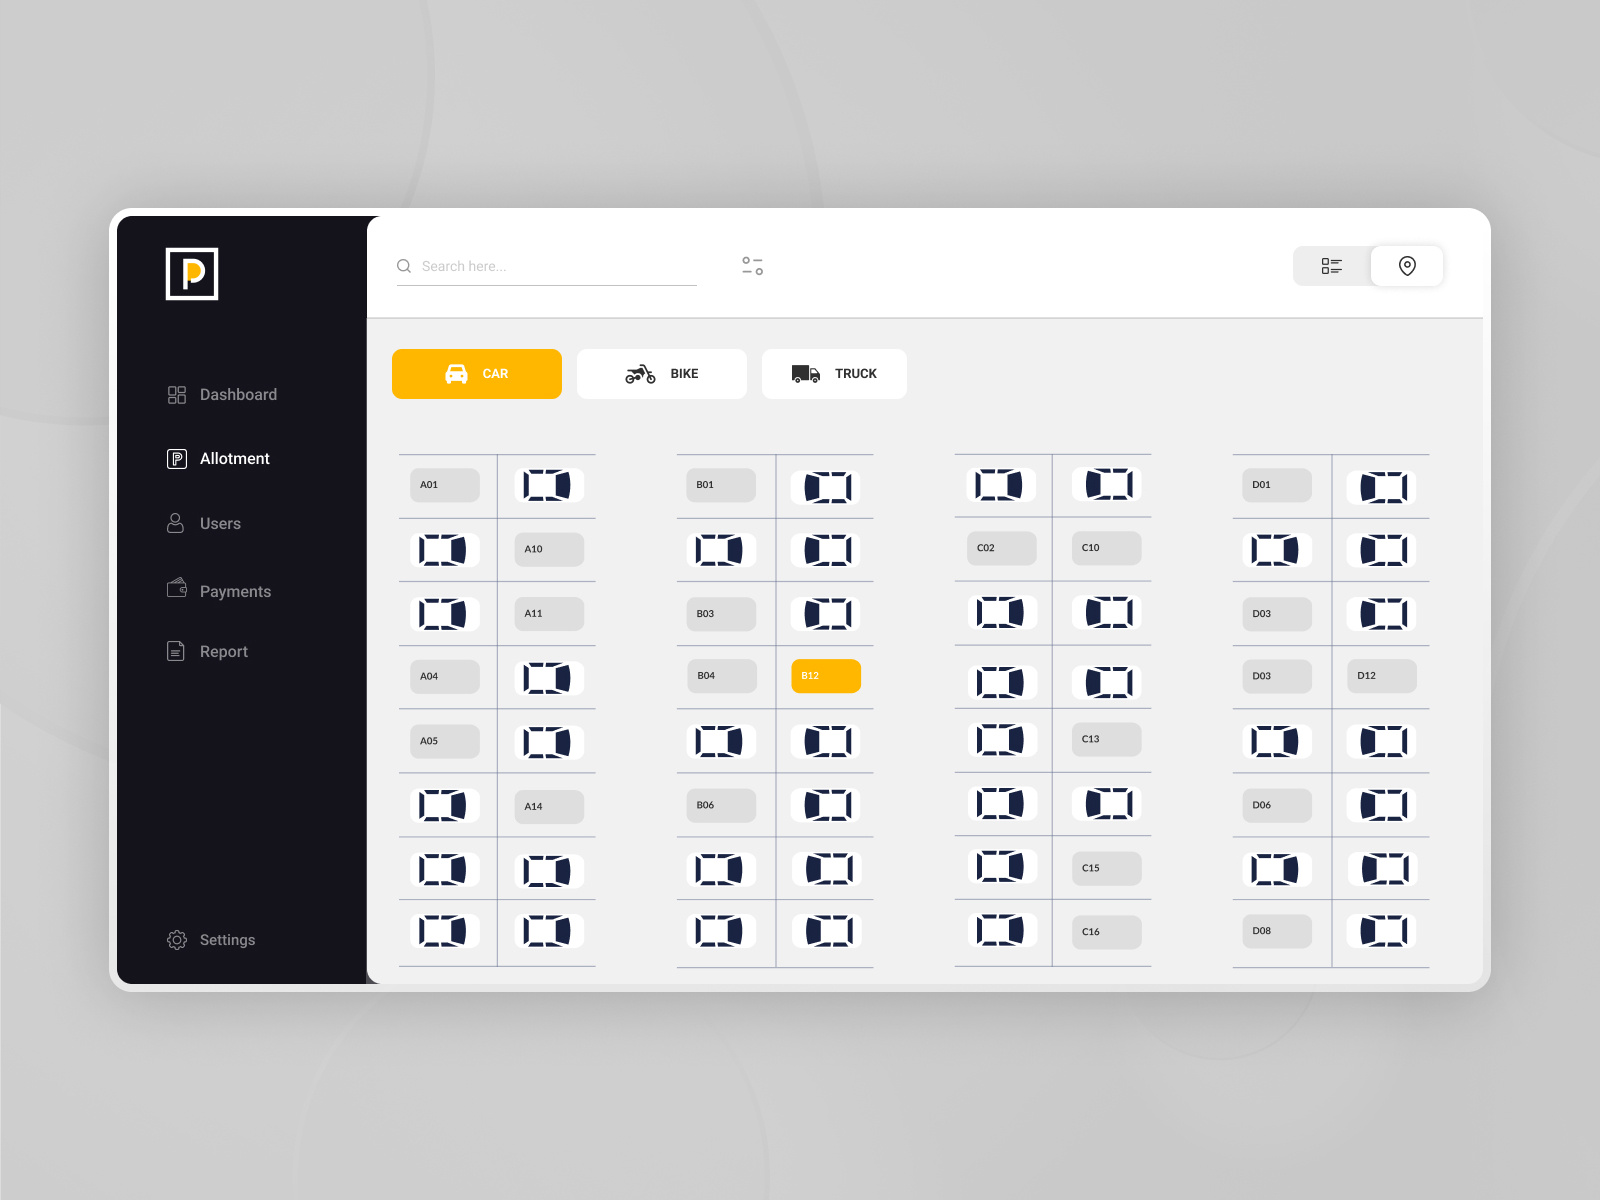 P
Search here...
Dashboard
Allotment
Users
Payments
Report
Settings
CAR
BIKE
TRUCK
A01
A10
A11
A04
A05
A14
B01
B03
B04
B12
B06
C02
C10
C13
C15
C16
D01
D03
D03
D12
D06
D08